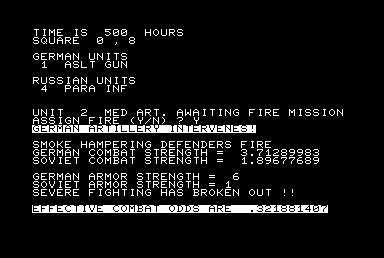 TIME IS 500 HOURS
SQUARE 0 , 8
GERMAN UNITS
1 ASLT GUN
RUSSIAN UNITS
4 PARA INF
UNIT 2 MED ART. AWAITING FIRE MISSION
ASSIGN FIRE (Y/N) ? Y
GERMAN ARTILLERY INTERVENES!
SMOKE HAMPERING DEFENDERS FIRE
GERMAN COMBAT STRENGTH = 3.71289983
SOVIET COMBAT STRENGTH = 1.69677689
GERMAN ARMOR STRENGTH = 6
SOVIET ARMOR STRENGTH = 1
SEVERE FIGHTING HAS BROKEN OUT !!
EFFECTIVE COMBAT ODDS ARE .321881407